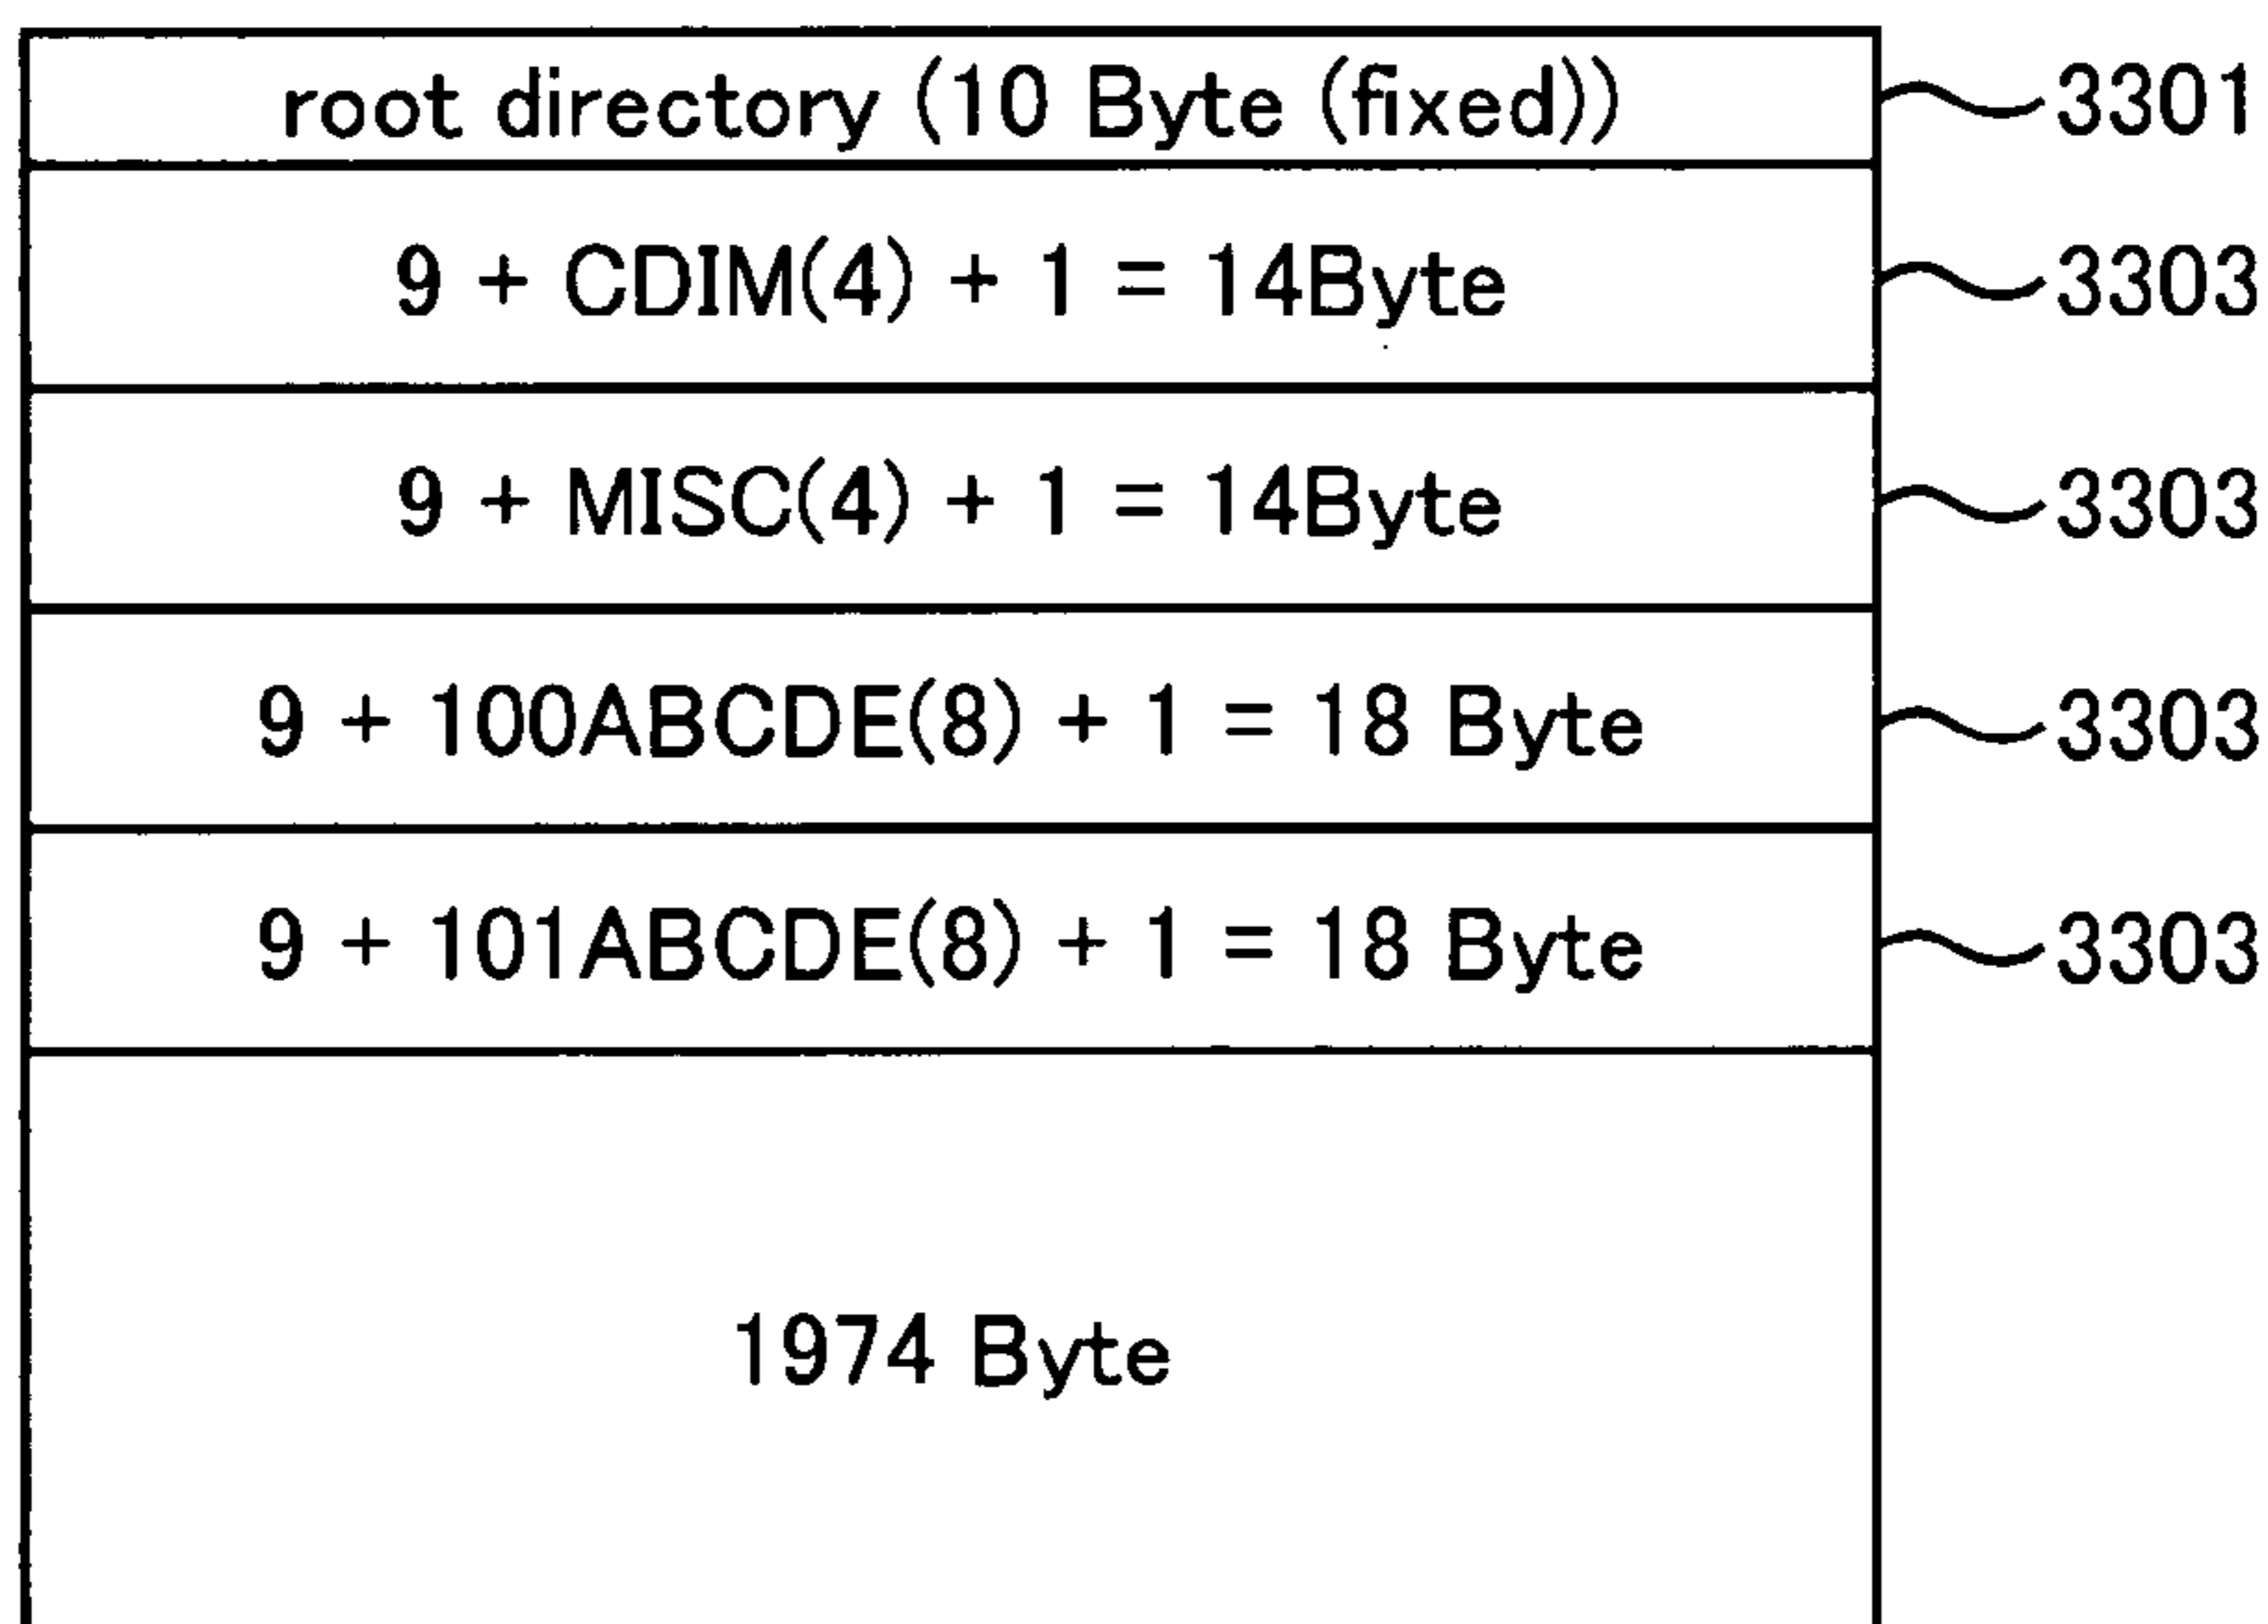 root directory (10 Byte (fixed)) 3301
9 + CDIM(4) + 1 = 14Byte 3303
9 + MISC(4) + 1 = 14Byte 3303
9 + 100ABCDE(8) + 1 = 18 Byte 3303
9 + 101ABCDE(8) + 1 = 18 Byte 3303
1974 Byte